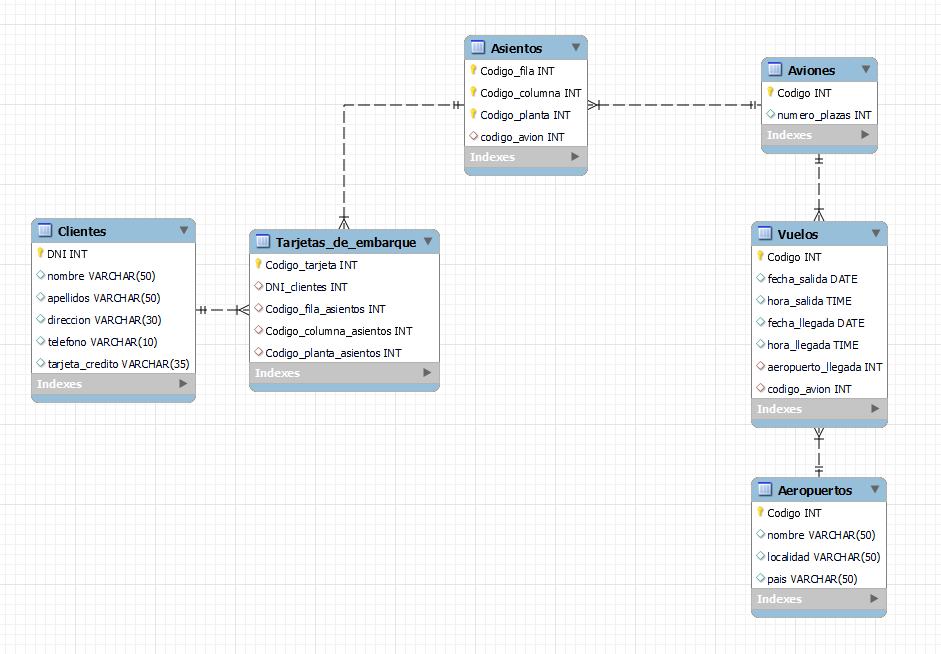 Asientos
Codigo_fila INT
Codigo_columna INT
Codigo_planta INT
codigo_avion INT
Indexes
Aviones
Codigo INT
numero_plazas INT
Indexes
Clientes
DNI INT
nombre VARCHAR(50)
apellidos VARCHAR(50)
direccion VARCHAR(30)
telefono VARCHAR(10)
tarjeta_credito VARCHAR(35)
Indexes
Tarjetas_de_embarque
Codigo_tarjeta INT
DNI_clientes INT
Codigo_fila_asientos INT
Codigo_columna_asientos INT
Codigo_planta_asientos INT
Indexes
Vuelos
Codigo INT
fecha_salida DATE
hora_salida TIME
fecha_llegada DATE
hora_llegada TIME
aeropuerto_llegada INT
codigo_avion INT
Indexes
Aeropuertos
Codigo INT
nombre VARCHAR(50)
localidad VARCHAR(50)
pais VARCHAR(50)
Indexes